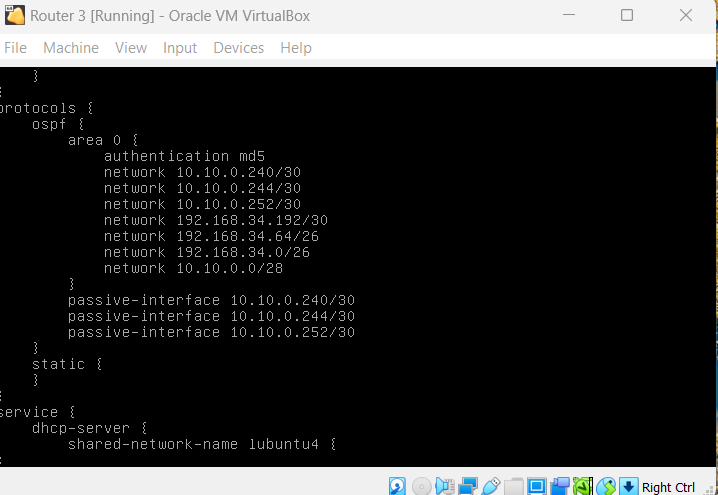 Router 3 [Running] - Oracle VM VirtualBox
File Machine View Input Devices Help
}
protocols {
ospf {
area 0 {
authentication md5
network 10.10.0.240/30
network 10.10.0.244/30
network 10.10.0.252/30
network 192.168.34.192/30
network 192.168.34.64/26
network 192.168.34.0/26
network 10.10.0.0/28
}
passive-interface 10.10.0.240/30
passive-interface 10.10.0.244/30
passive-interface 10.10.0.252/30
}
static {
}
service {
dhcp-server {
shared-network-name lubuntu4 {
:
Right Ctrl